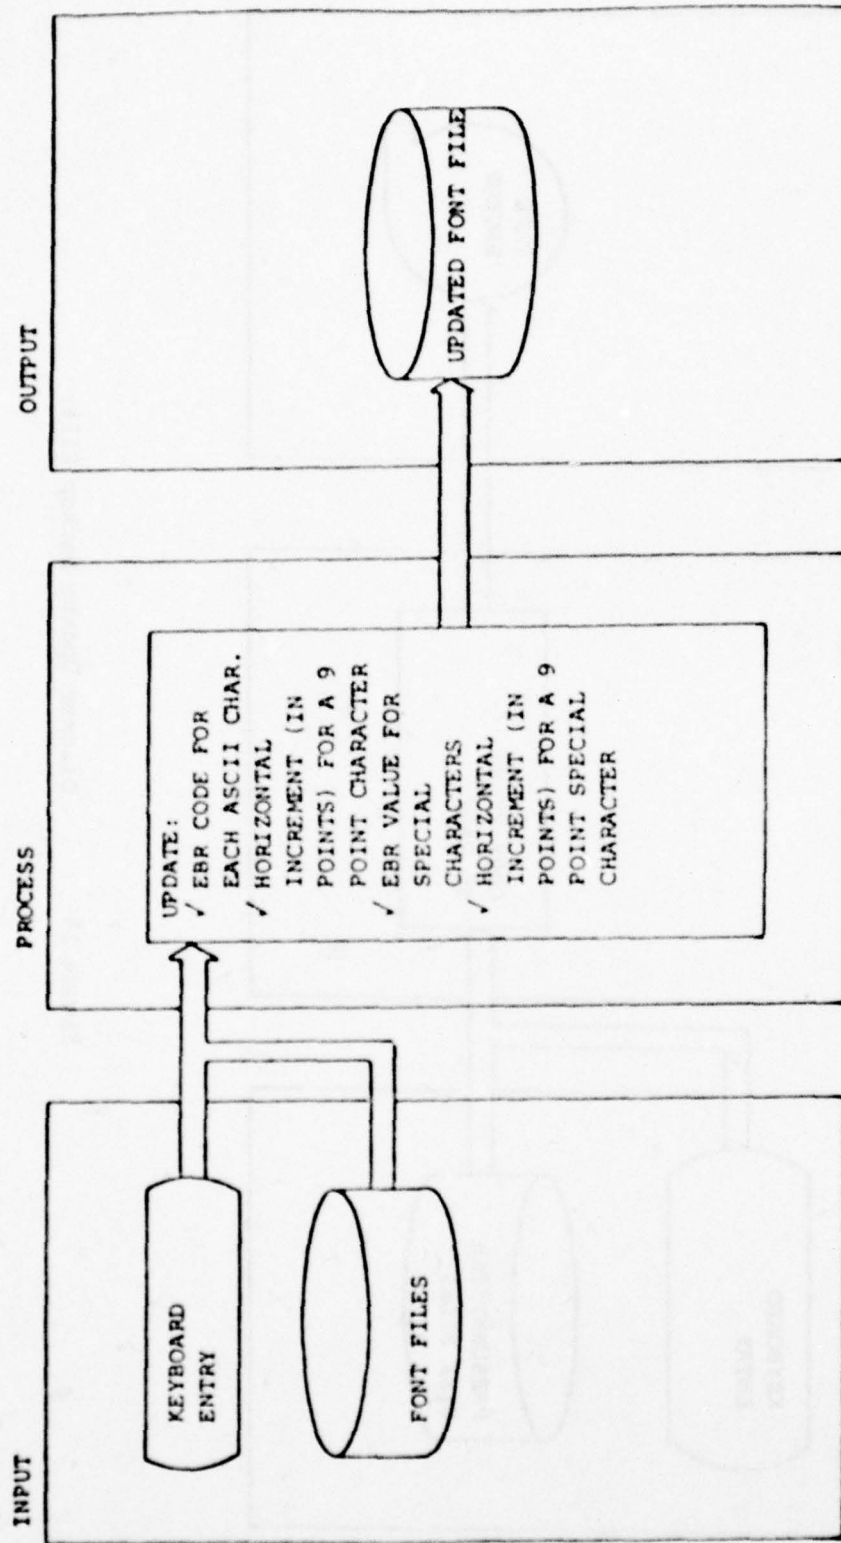 INPUT
KEYBOARD
ENTRY
FONT FILES
PROCESS
UPDATE:
✓ EBR CODE FOR
EACH ASCII CHAR.
✓ HORIZONTAL
INCREMENT (IN
POINTS) FOR A 9
POINT CHARACTER
✓ EBR VALUE FOR
SPECIAL
CHARACTERS
✓ HORIZONTAL
INCREMENT (IN
POINTS) FOR A 9
POINT SPECIAL
CHARACTER
OUTPUT
UPDATED FONT FILE